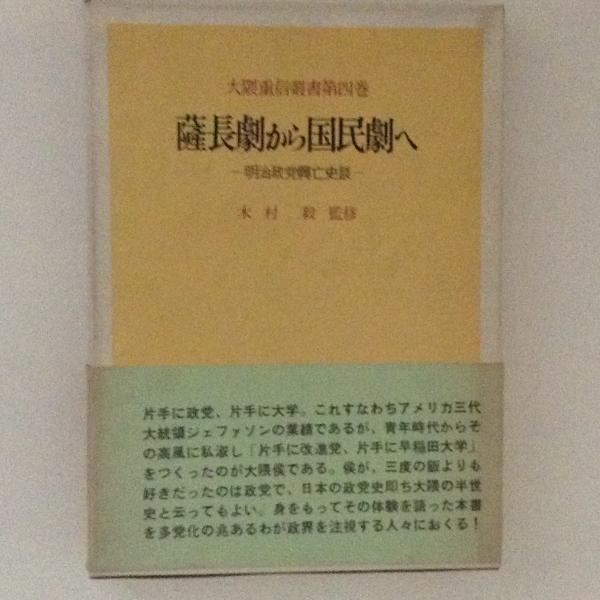 大隈重信叢書第四巻
薩長劇から国民劇へ
―明治政党興亡史談―
木村 毅 監修
片手に政党、片手に大学。これすなわちアメリカ三代
大統領ジェファソンの業績であるが、青年時代からそ
の高風に私淑し「片手に改進党、片手に早稲田大学」
をつくったのが大隈侯である。侯が、三度の飯よりも
好きだったのは政党で、日本の政党史即ち大隈の半世
史と云ってもよい。身をもってその体験を語った本書
を多党化の兆あるわが政界を注視する人々におくる！